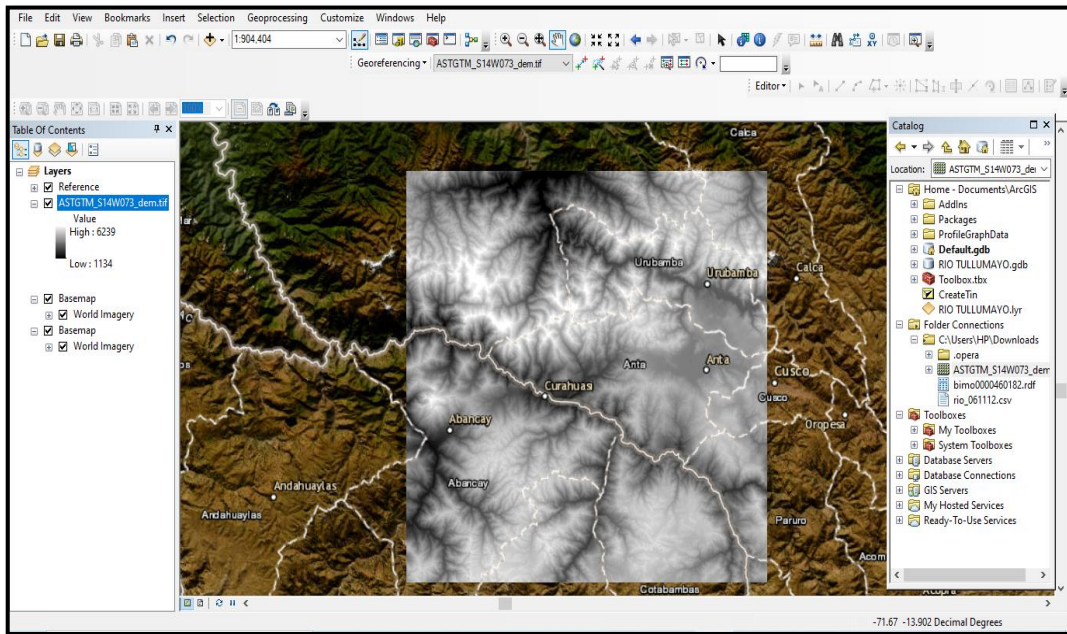 File Edit View Bookmarks Insert Selection Geoprocessing Customize Windows Help
1:904,404
Georeferencing ASTGTM_S14W073_dem.tif
Editor
Table Of Contents
Layers
Reference
ASTGTM_S14W073_dem.tif
Value
High : 6239
Low : 1134
Basemap
World Imagery
Basemap
World Imagery
Calca
Urubamba
Urubamba
Calca
Anta
Anta
Cusco
Cusco
Curahuasi
Abancay
Oropesa
Abancay
Andahuaylas
Andahuaylas
Paruro
Acom
Cotabambas
Acopra
Catalog
Location: ASTGTM_S14W073_der
Home - Documents\ArcGIS
AddIns
Packages
ProfileGraphData
Default.gdb
RIO TULLUMAYO.gdb
Toolbox.tbx
CreateTin
RIO TULLUMAYO.lyr
Folder Connections
C:\Users\HP\Downloads
.opera
ASTGTM_S14W073_dem
bimo0000460182.rdf
rio_061112.csv
Toolboxes
My Toolboxes
System Toolboxes
Database Servers
Database Connections
GIS Servers
My Hosted Services
Ready-To-Use Services
-71.67 -13.902 Decimal Degrees